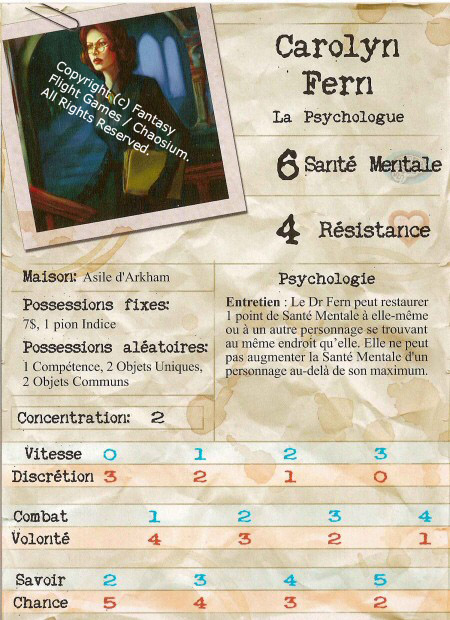 Copyright (c) Fantasy
Flight Games / Chaosium.
All Rights Reserved.
Carolyn
Fern
La Psychologue
6 Santé Mentale
4 Résistance
Maison: Asile d'Arkham
Possessions fixes:
7$, 1 pion Indice
Possessions aléatoires:
1 Compétence, 2 Objets Uniques,
2 Objets Communs
Psychologie
Entretien : Le Dr Fern peut restaurer
1 point de Santé Mentale à elle-même
ou à un autre personnage se trouvant
au même endroit qu'elle. Elle ne peut
pas augmenter la Santé Mentale d'un
personnage au-delà de son maximum.
Concentration: 2
Vitesse 0 1 2 3
Discrétion 3 2 1 0
Combat 1 2 3 4
Volonté 4 3 2 1
Savoir 2 3 4 5
Chance 5 4 3 2